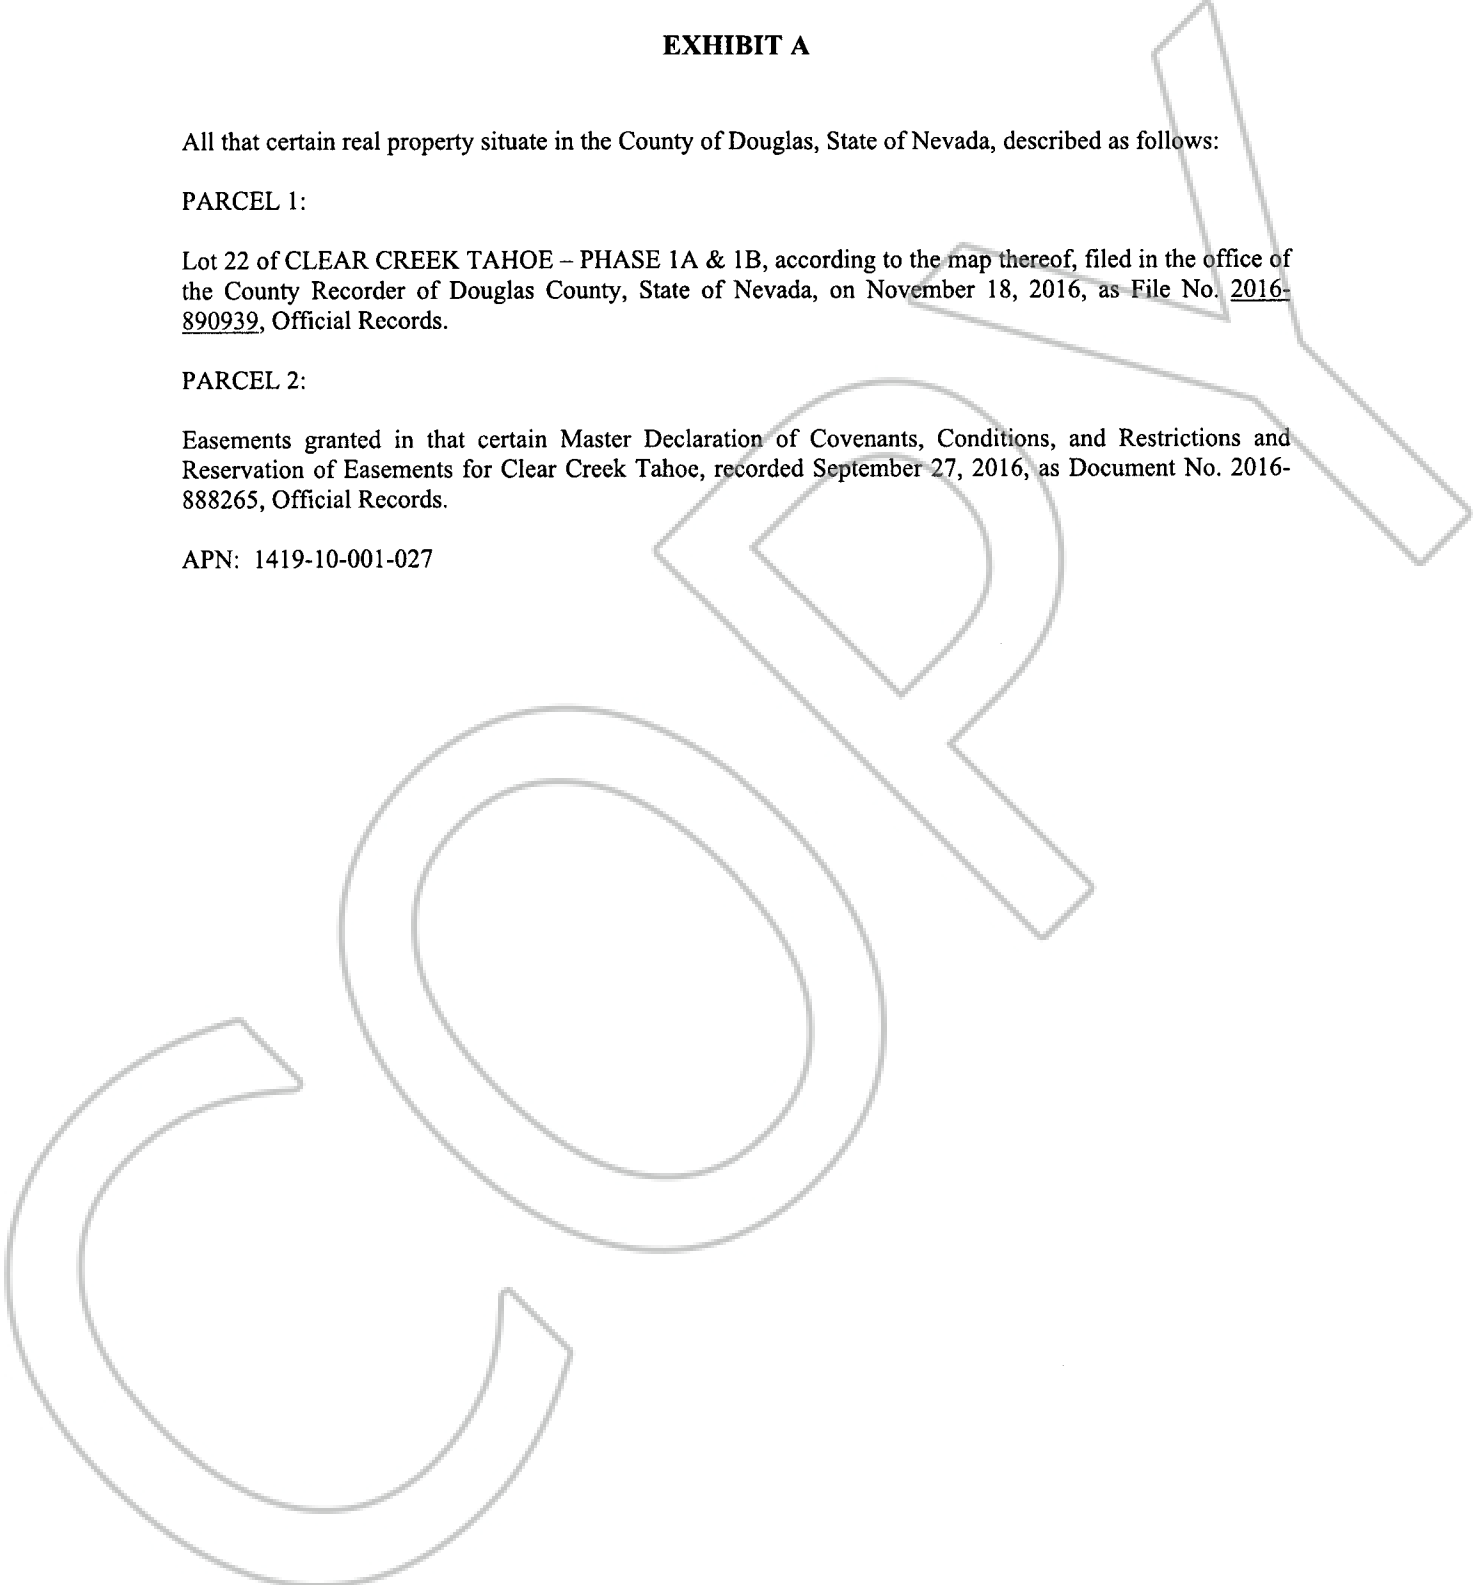 EXHIBIT A
All that certain real property situate in the County of Douglas, State of Nevada, described as follows:
PARCEL 1:
Lot 22 of CLEAR CREEK TAHOE – PHASE 1A & 1B, according to the map thereof, filed in the office of
the County Recorder of Douglas County, State of Nevada, on November 18, 2016, as File No. 2016-
890939, Official Records.
PARCEL 2:
Easements granted in that certain Master Declaration of Covenants, Conditions, and Restrictions and
Reservation of Easements for Clear Creek Tahoe, recorded September 27, 2016, as Document No. 2016-
888265, Official Records.
APN: 1419-10-001-027
COPY